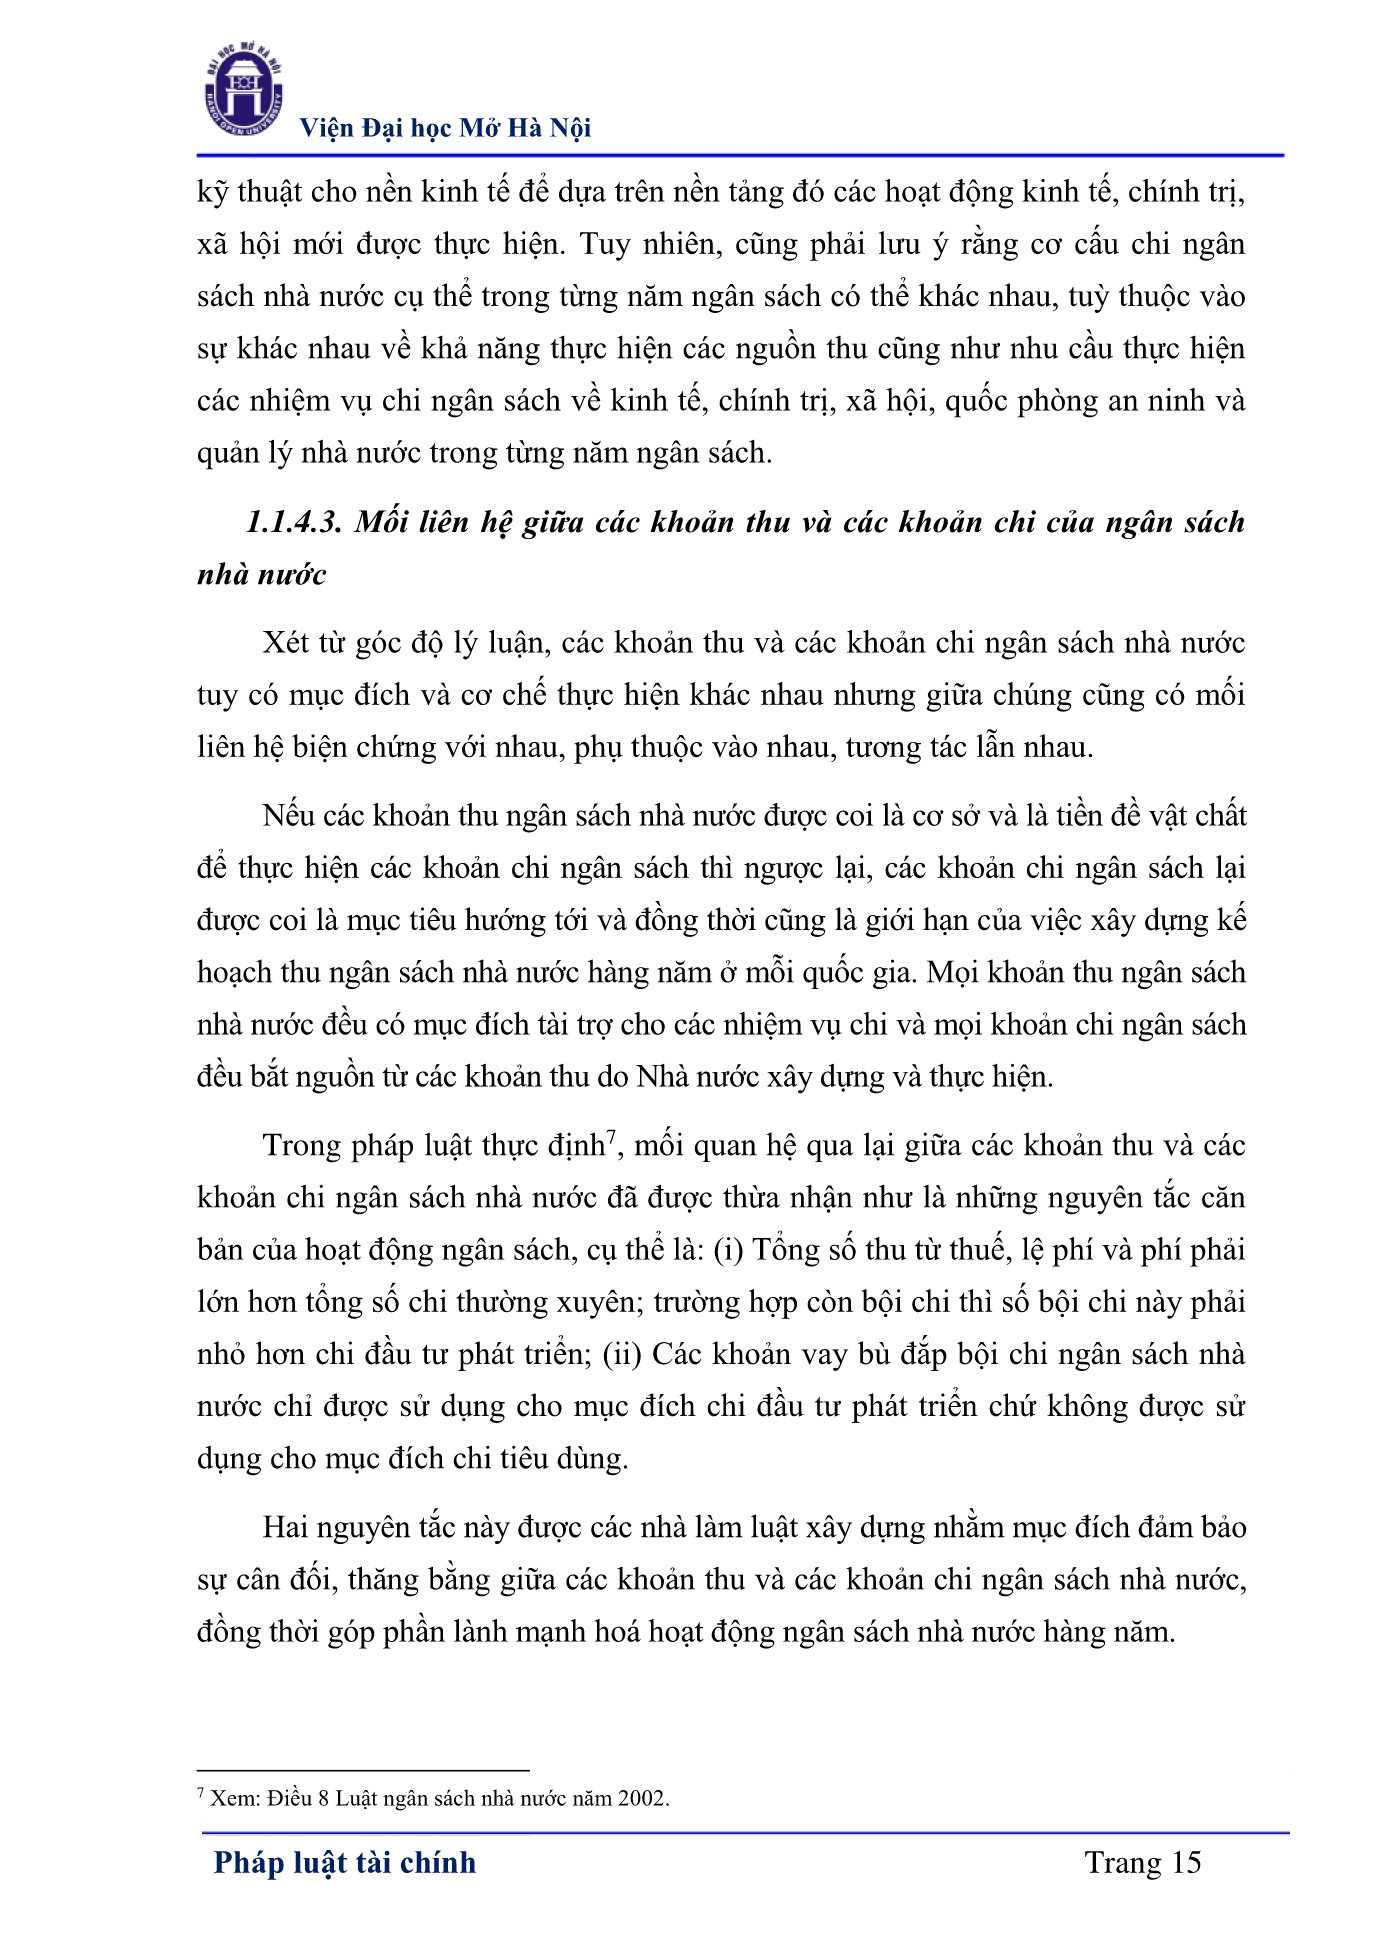 ĐẠI HỌC MỞ HÀ NỘI
HANOI OPEN UNIVERSITY
Viện Đại học Mở Hà Nội
kỹ thuật cho nền kinh tế để dựa trên nền tảng đó các hoạt động kinh tế, chính trị,
xã hội mới được thực hiện. Tuy nhiên, cũng phải lưu ý rằng cơ cấu chi ngân
sách nhà nước cụ thể trong từng năm ngân sách có thể khác nhau, tuỳ thuộc vào
sự khác nhau về khả năng thực hiện các nguồn thu cũng như nhu cầu thực hiện
các nhiệm vụ chi ngân sách về kinh tế, chính trị, xã hội, quốc phòng an ninh và
quản lý nhà nước trong từng năm ngân sách.
1.1.4.3. Mối liên hệ giữa các khoản thu và các khoản chi của ngân sách
nhà nước
Xét từ góc độ lý luận, các khoản thu và các khoản chi ngân sách nhà nước
tuy có mục đích và cơ chế thực hiện khác nhau nhưng giữa chúng cũng có mối
liên hệ biện chứng với nhau, phụ thuộc vào nhau, tương tác lẫn nhau.
Nếu các khoản thu ngân sách nhà nước được coi là cơ sở và là tiền đề vật chất
để thực hiện các khoản chi ngân sách thì ngược lại, các khoản chi ngân sách lại
được coi là mục tiêu hướng tới và đồng thời cũng là giới hạn của việc xây dựng kế
hoạch thu ngân sách nhà nước hàng năm ở mỗi quốc gia. Mọi khoản thu ngân sách
nhà nước đều có mục đích tài trợ cho các nhiệm vụ chi và mọi khoản chi ngân sách
đều bắt nguồn từ các khoản thu do Nhà nước xây dựng và thực hiện.
Trong pháp luật thực định7, mối quan hệ qua lại giữa các khoản thu và các
khoản chi ngân sách nhà nước đã được thừa nhận như là những nguyên tắc căn
bản của hoạt động ngân sách, cụ thể là: (i) Tổng số thu từ thuế, lệ phí và phí phải
lớn hơn tổng số chi thường xuyên; trường hợp còn bội chi thì số bội chi này phải
nhỏ hơn chi đầu tư phát triển; (ii) Các khoản vay bù đắp bội chi ngân sách nhà
nước chỉ được sử dụng cho mục đích chi đầu tư phát triển chứ không được sử
dụng cho mục đích chi tiêu dùng.
Hai nguyên tắc này được các nhà làm luật xây dựng nhằm mục đích đảm bảo
sự cân đối, thăng bằng giữa các khoản thu và các khoản chi ngân sách nhà nước,
đồng thời góp phần lành mạnh hoá hoạt động ngân sách nhà nước hàng năm.
7 Xem: Điều 8 Luật ngân sách nhà nước năm 2002.
Pháp luật tài chính Trang 15